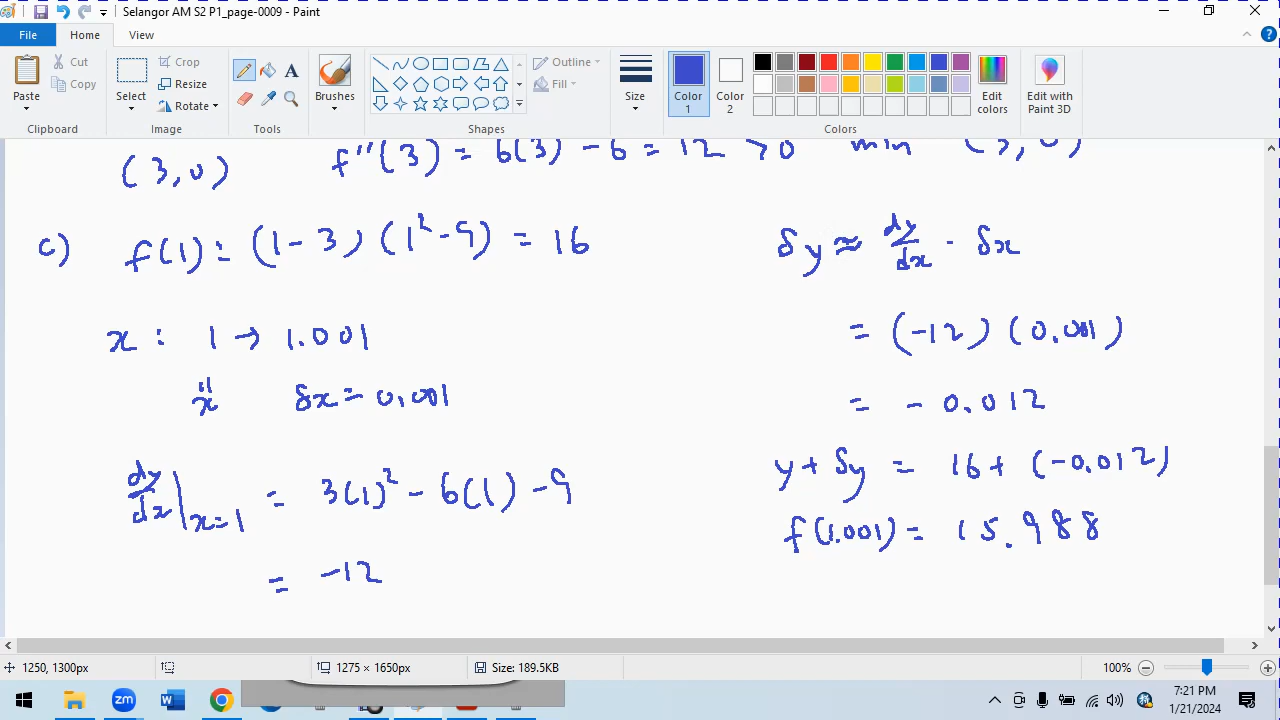 Selangor AM S2 P1_page-0009 - Paint
File Home View
Paste Cut Copy Clipboard
Select Crop Resize Rotate Image
Tools
Brushes
Shapes Outline Fill
Size
Color 1 Color 2 Edit colors Colors
Edit with Paint 3D
(3,0) f''(3) = 6(3) - 6 = 12 >0 min (3,0)
c) f(1) = (1-3)(1²-9) = 16
x : 1 → 1.001
x δx = 0.001
dy/dx|x=1 = 3(1)² - 6(1) - 9
= -12
δy ≈ dy/dx · δx
= (-12)(0.001)
= - 0.012
y + δy = 16 + (-0.012)
f(1.001) = 15.988
1250, 1300px 1275 × 1650px Size: 189.5KB 100%
zm W
7:21 PM
1/21/2024